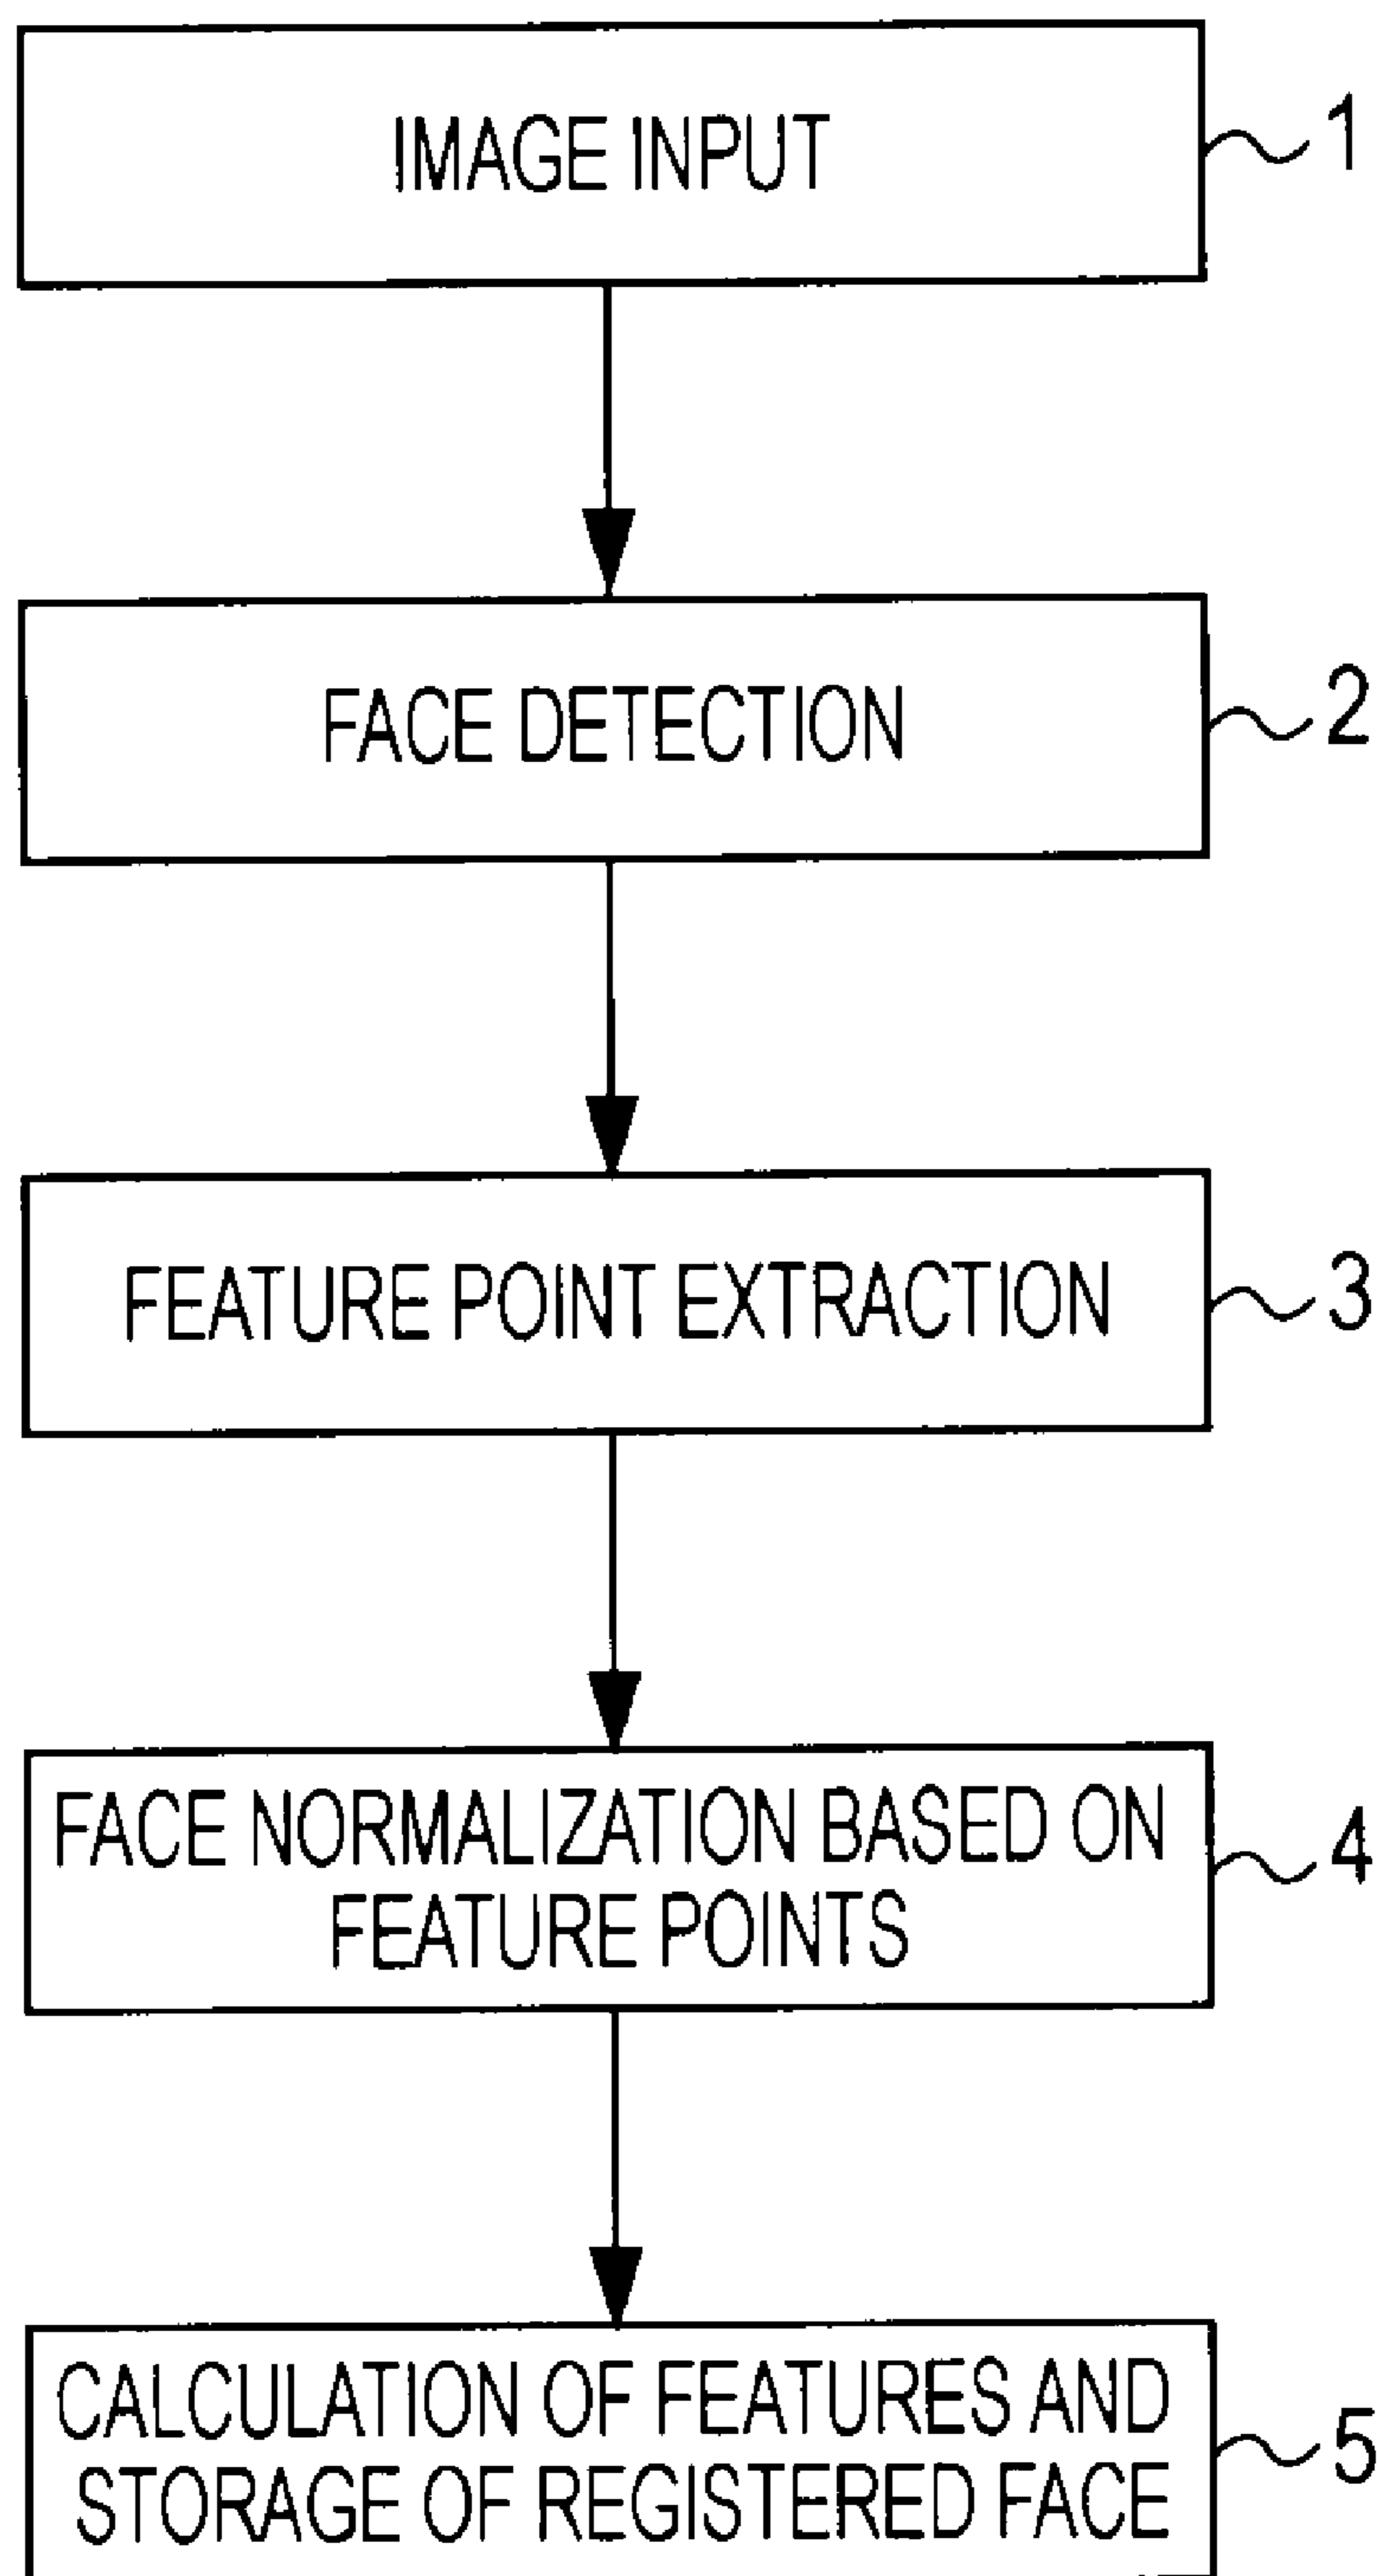 IMAGE INPUT
1
FACE DETECTION
2
FEATURE POINT EXTRACTION
3
FACE NORMALIZATION BASED ON
FEATURE POINTS
4
CALCULATION OF FEATURES AND
STORAGE OF REGISTERED FACE
5